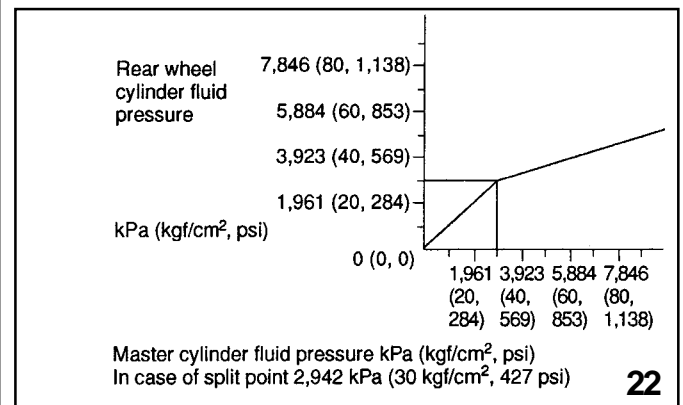 Rear wheel 7,846 (80, 1,138)
cylinder fluid
pressure 5,884 (60, 853)
3,923 (40, 569)
1,961 (20, 284)
kPa (kgf/cm², psi)
0 (0, 0)
1,961 3,923 5,884 7,846
(20, (40, (60, (80,
284) 569) 853) 1,138)
Master cylinder fluid pressure kPa (kgf/cm², psi)
In case of split point 2,942 kPa (30 kgf/cm², 427 psi)
22